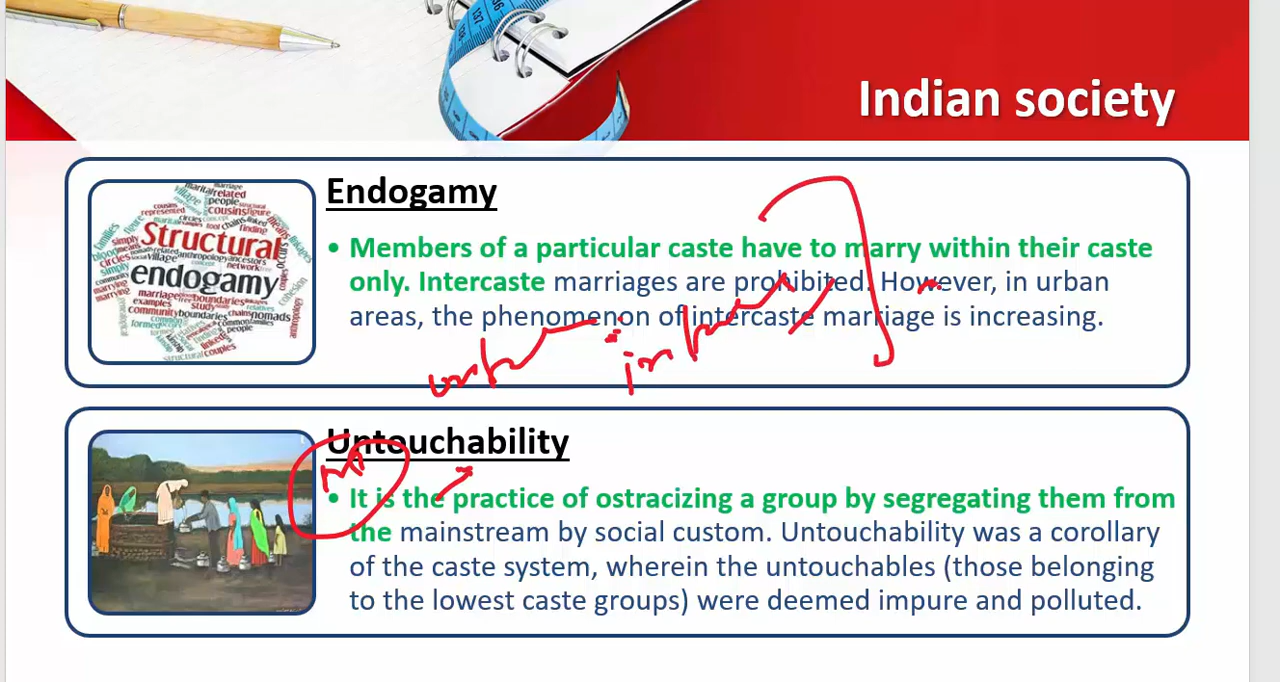 Indian society
Endogamy
• Members of a particular caste have to marry within their caste
only. Intercaste marriages are prohibited. However, in urban
areas, the phenomenon of intercaste marriage is increasing.
Structural
endogamy
Untouchability
• It is the practice of ostracizing a group by segregating them from
the mainstream by social custom. Untouchability was a corollary
of the caste system, wherein the untouchables (those belonging
to the lowest caste groups) were deemed impure and polluted.